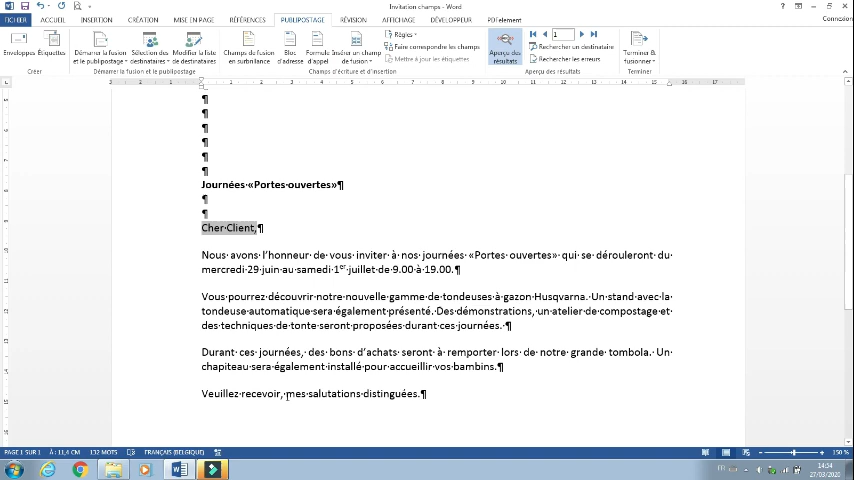 Invitation champs - Word
Connexion
FICHIER ACCUEIL INSERTION CRÉATION MISE EN PAGE RÉFÉRENCES PUBLIPOSTAGE RÉVISION AFFICHAGE DÉVELOPPEUR PDFelement
Enveloppes Étiquettes
Créer
Démarrer la fusion et le publipostage
Sélection des destinataires
Modifier la liste de destinataires
Démarrer la fusion et le publipostage
Champs de fusion en surbrillance
Bloc d'adresse
Formule d'appel
Insérer un champ de fusion
Règles
Faire correspondre les champs
Mettre à jour les étiquettes
Champs d'écriture et d'insertion
Aperçu des résultats
1
Rechercher un destinataire
Rechercher les erreurs
Aperçu des résultats
Terminer & fusionner
Terminer
¶
¶
¶
¶
¶
¶
Journées·«Portes·ouvertes»¶
¶
¶
Cher·Client,¶
Nous· avons· l'honneur· de· vous· inviter· à· nos· journées· «Portes· ouvertes»· qui· se· dérouleront· du· mercredi·29·juin·au·samedi·1er·juillet·de·9.00·à·19.00.¶
Vous·pourrez·découvrir·notre·nouvelle·gamme·de·tondeuses·à·gazon·Husqvarna.·Un·stand·avec·la·
tondeuse·automatique·sera·également·présenté.·Des·démonstrations,·un·atelier·de·compostage·et·
des·techniques·de·tonte·seront·proposées·durant·ces·journées.·¶
Durant· ces· journées,· des· bons· d'achats· seront· à· remporter· lors· de· notre· grande· tombola.· Un·
chapiteau·sera·également·installé·pour·accueillir·vos·bambins.¶
Veuillez·recevoir,·mes·salutations·distinguées.¶
PAGE 1 SUR 1 À : 11,4 CM 132 MOTS FRANÇAIS (BELGIQUE) 150 %
FR 14:34
27/03/2020